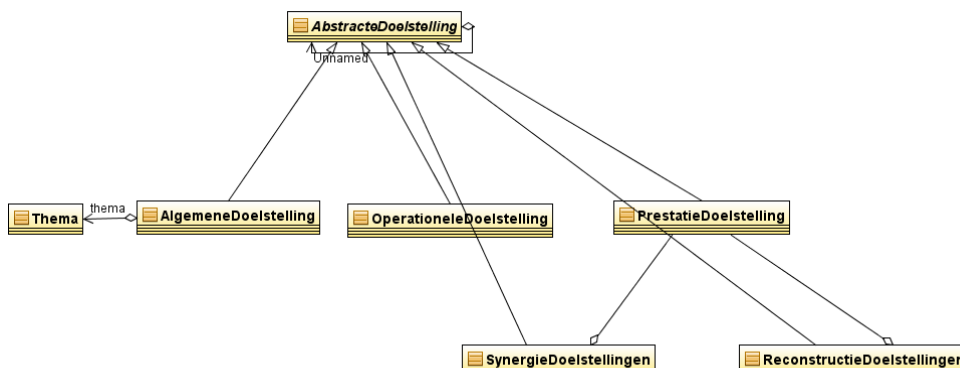 AbstracteDoelstelling
Unnamed
thema
Thema
AlgemeneDoelstelling
OperationeleDoelstelling
PrestatieDoelstelling
SynergieDoelstellingen
ReconstructieDoelstellingen